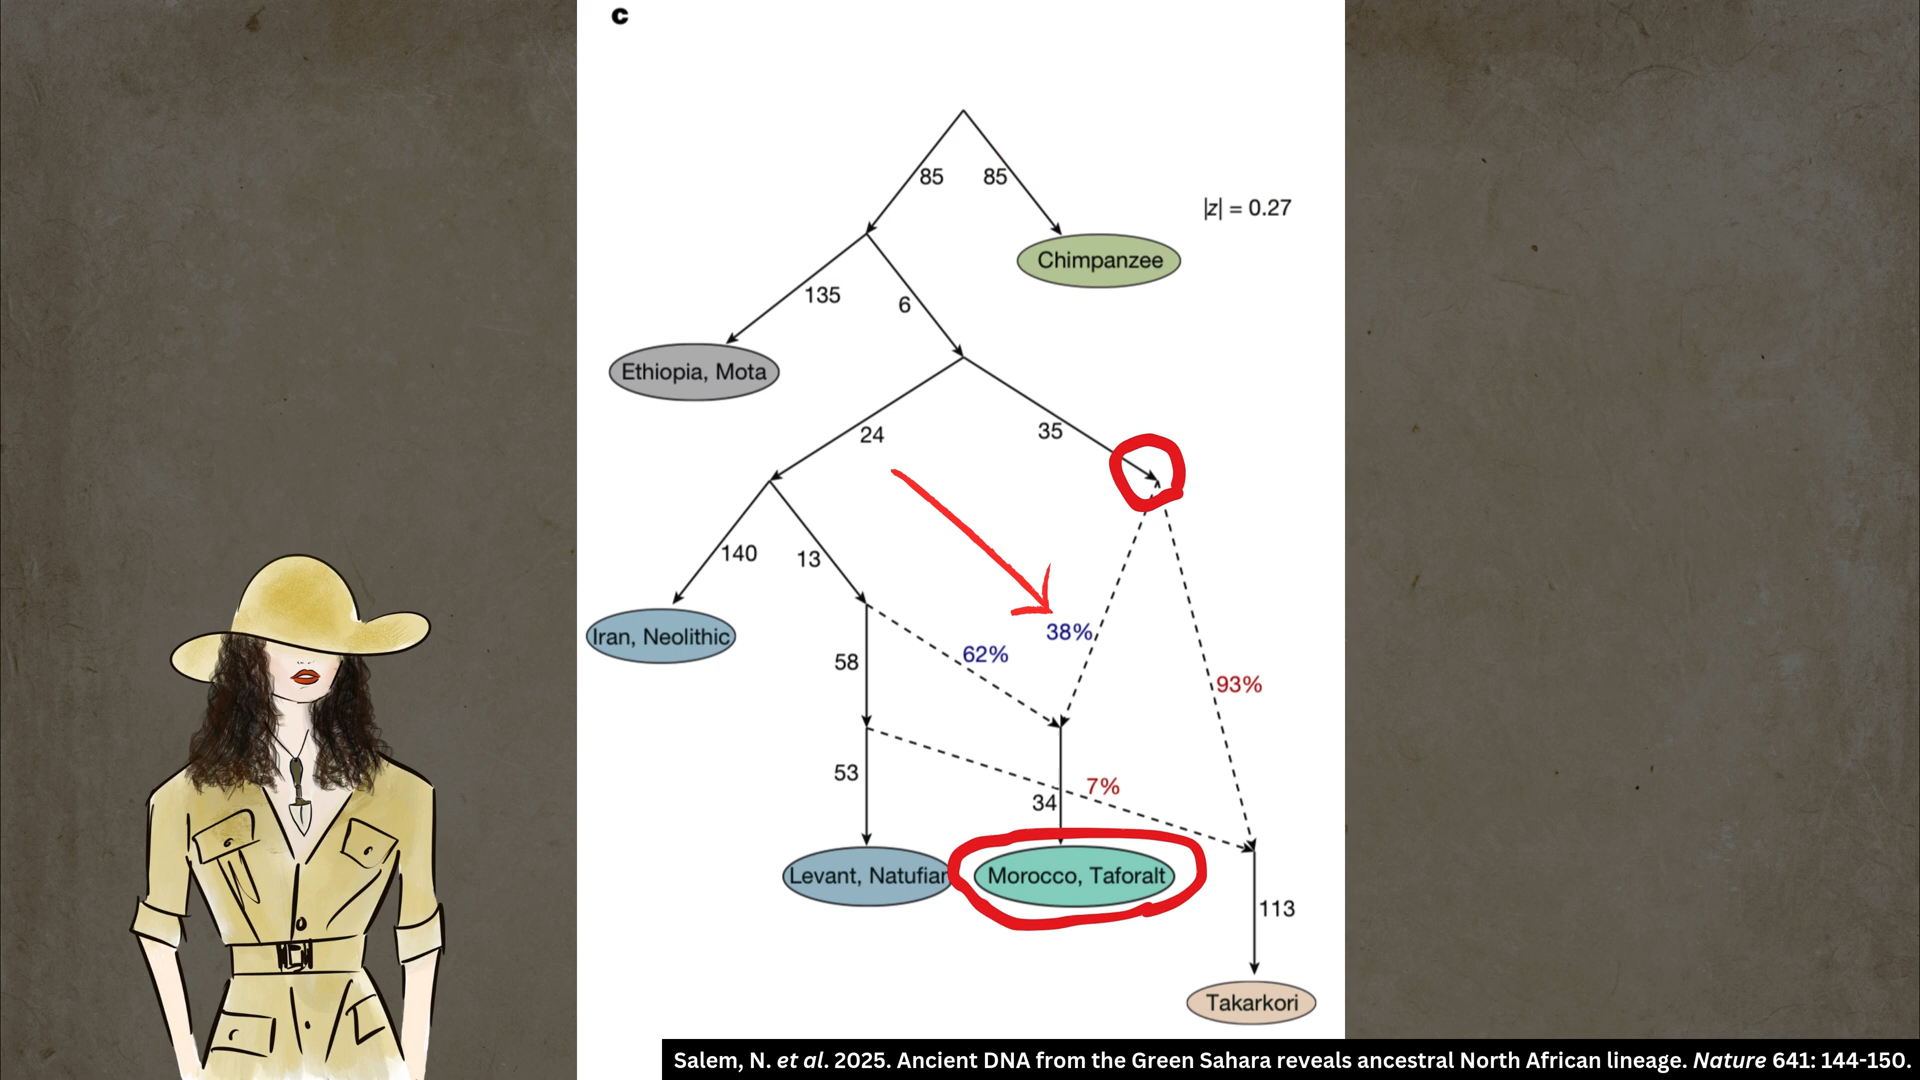 c
85
85
|z| = 0.27
Chimpanzee
135
6
Ethiopia, Mota
24
35
140
13
Iran, Neolithic
38%
62%
58
93%
53
7%
34
Levant, Natufian
Morocco, Taforalt
113
Takarkori
Salem, N. et al. 2025. Ancient DNA from the Green Sahara reveals ancestral North African lineage. Nature 641: 144-150.